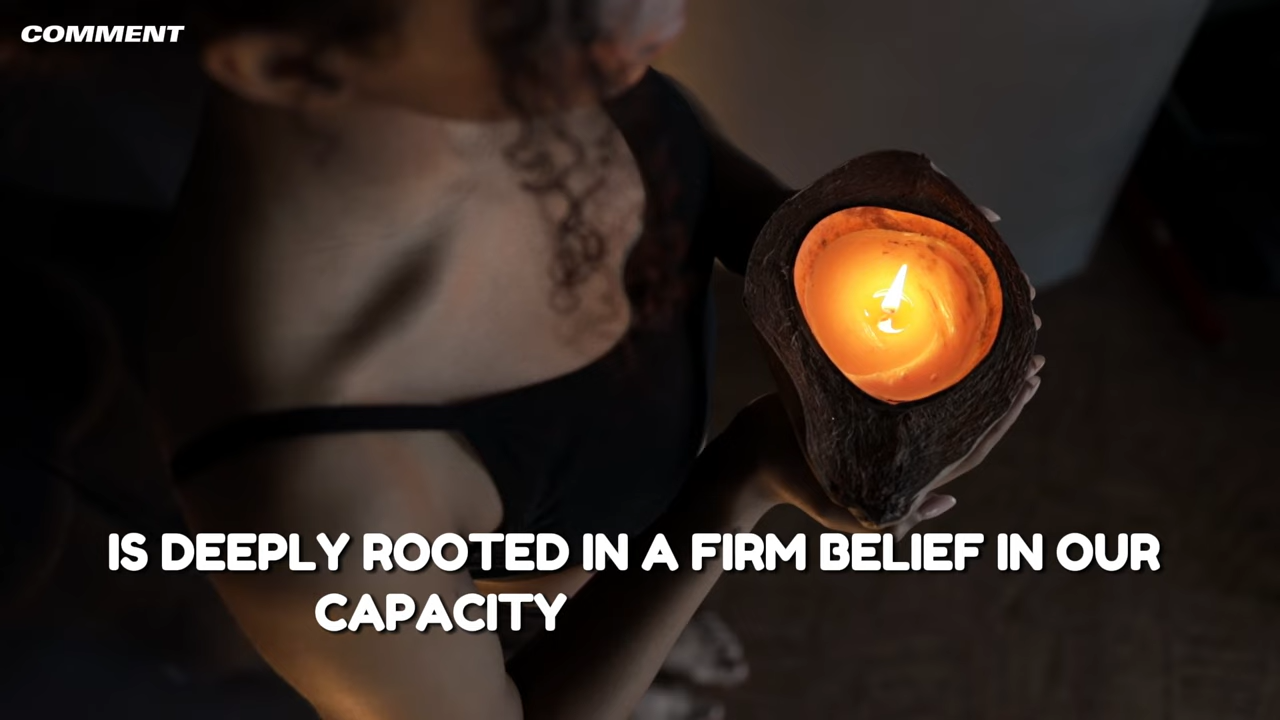 COMMENT
IS DEEPLY ROOTED IN A FIRM BELIEF IN OUR
CAPACITY